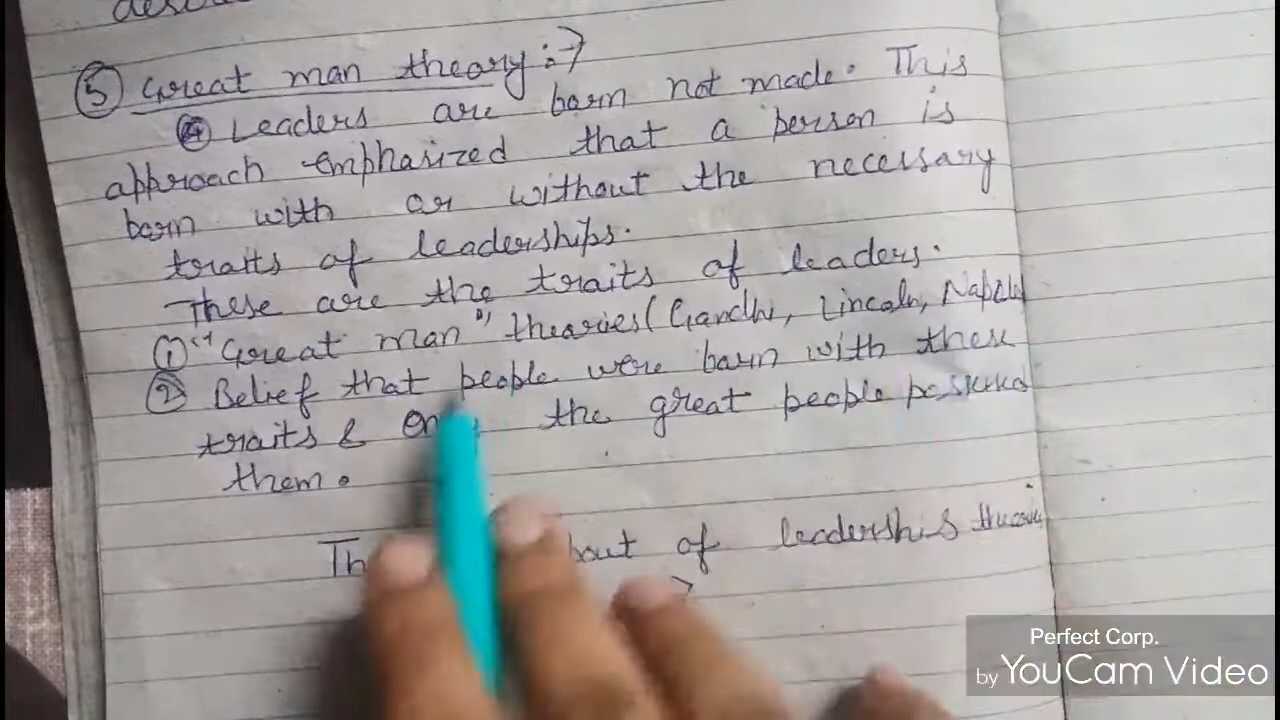 ⑤ Great man theory :→
④ Leaders are born not made. This
approach emphasized that a person is
born with or without the necessary
traits of leaderships.
These are the traits of leaders.
① "Great man" theories (Gandhi, Lincoln,
② Belief that people were born with these
traits & the great people possessed
them.
of leadership
Perfect Corp.
by YouCam Video